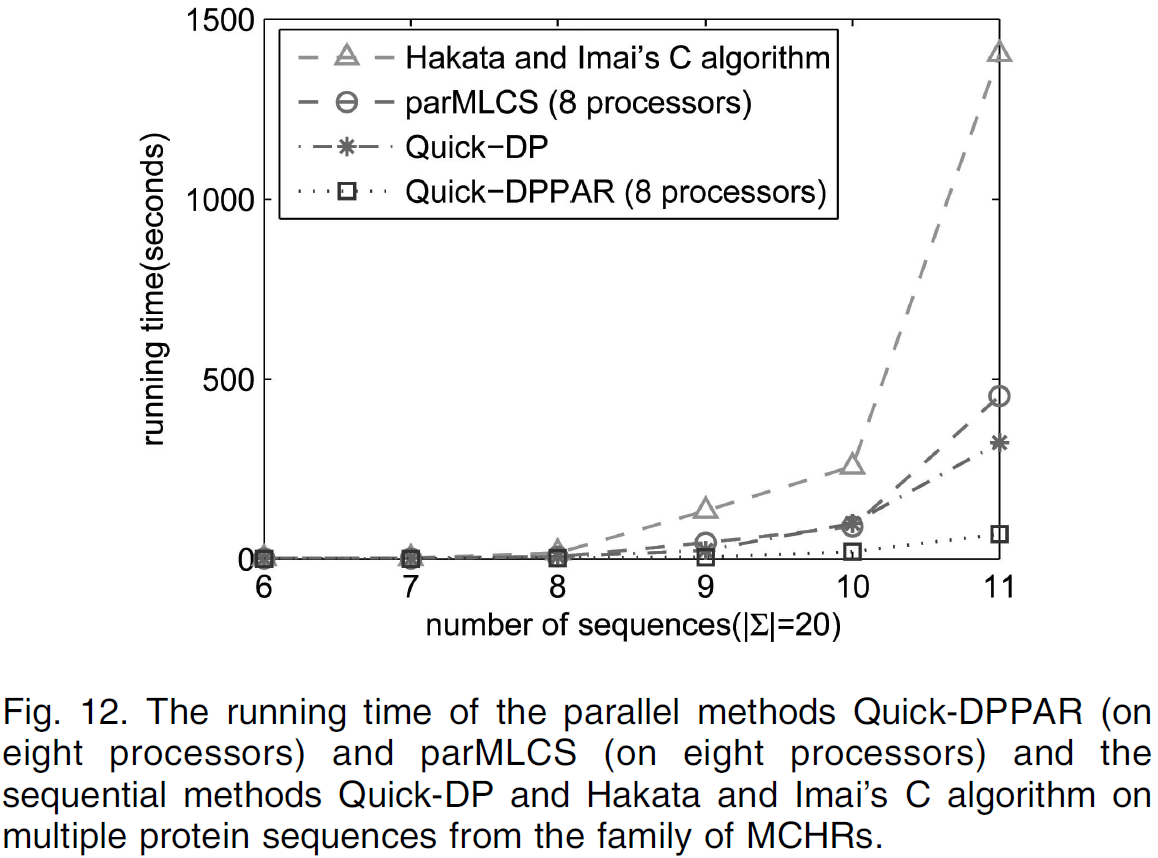 1500
1000
500
0
running time(seconds)
Hakata and Imai's C algorithm
parMLCS (8 processors)
Quick−DP
Quick−DPPAR (8 processors)
6 7 8 9 10 11
number of sequences(|Σ|=20)
Fig. 12. The running time of the parallel methods Quick-DPPAR (on
eight processors) and parMLCS (on eight processors) and the
sequential methods Quick-DP and Hakata and Imai's C algorithm on
multiple protein sequences from the family of MCHRs.